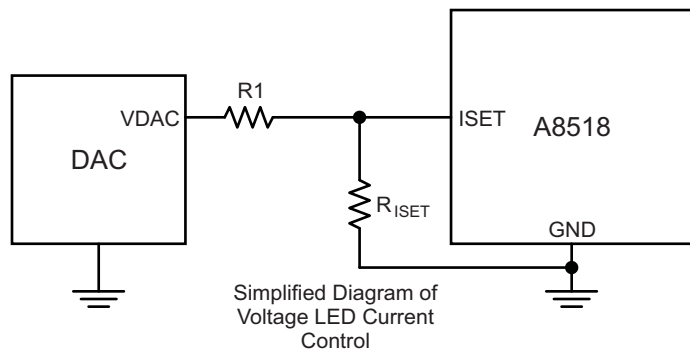 R1
VDAC
ISET
DAC
A8518
RISET
GND
Simplified Diagram of
Voltage LED Current
Control